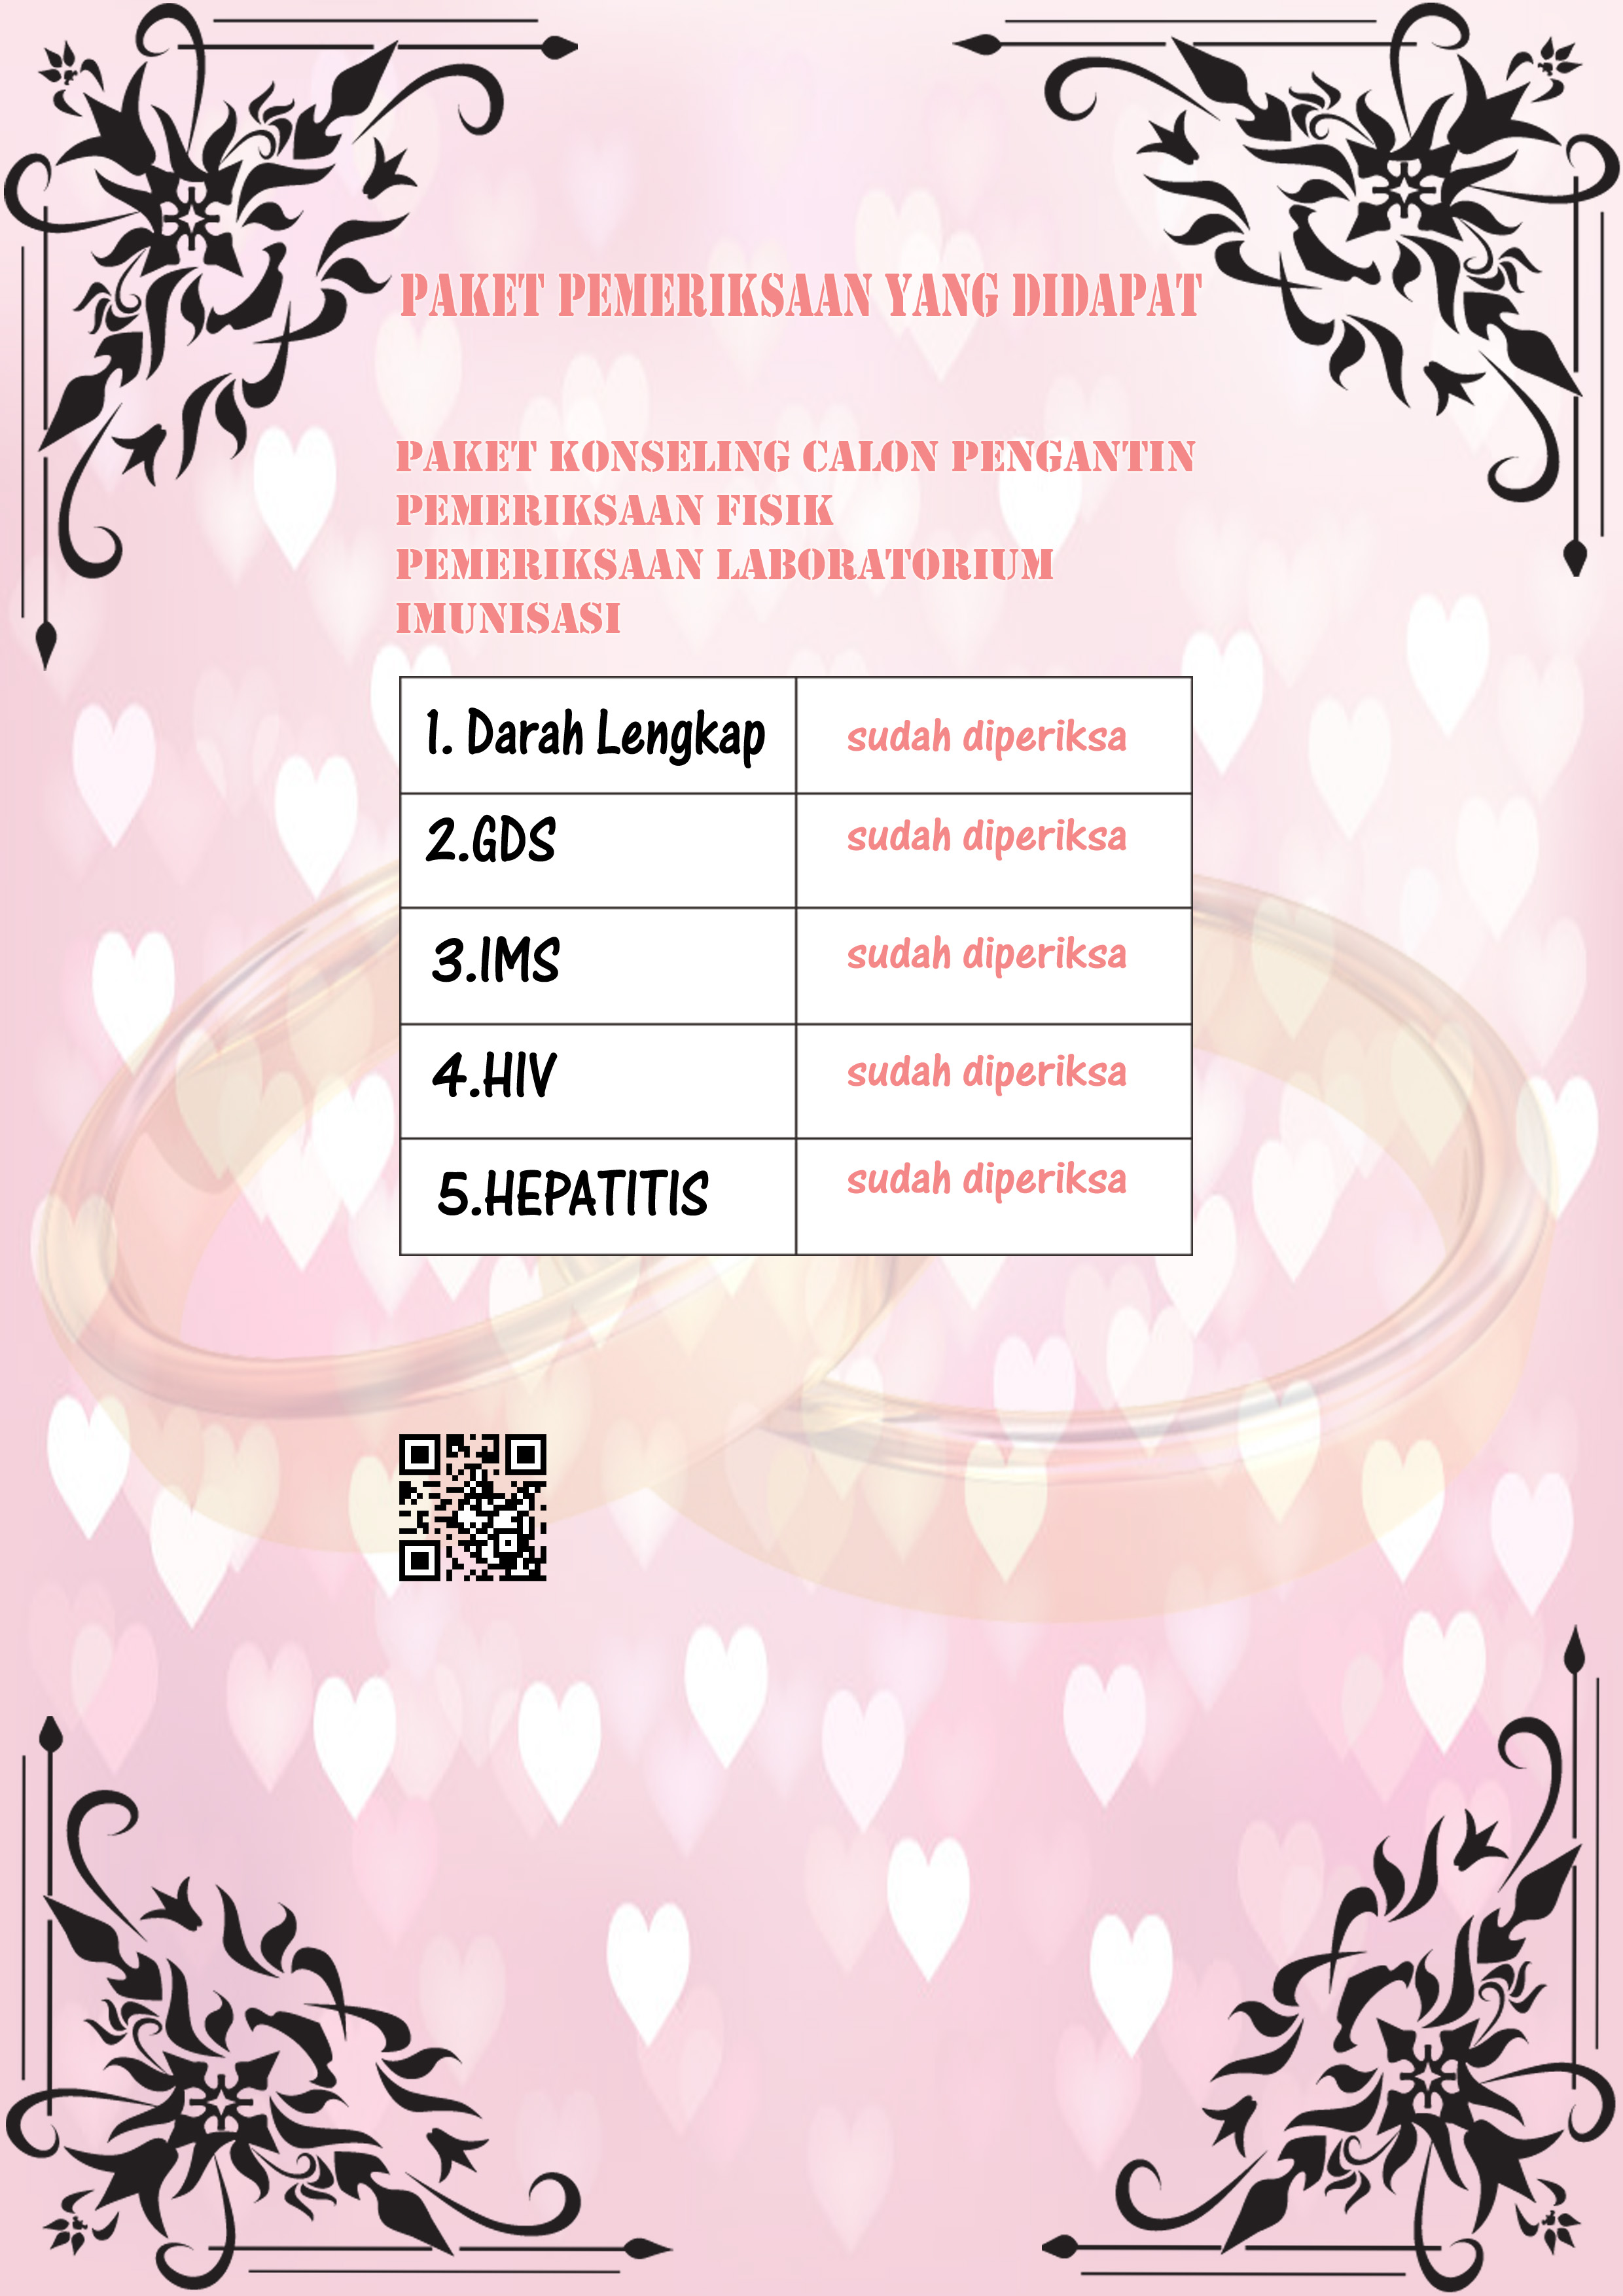 PAKET PEMERIKSAAN YANG DIDAPAT
PAKET KONSELING CALON PENGANTIN
PEMERIKSAAN FISIK
PEMERIKSAAN LABORATORIUM
IMUNISASI
1. Darah Lengkap sudah diperiksa
2.GDS sudah diperiksa
3.IMS sudah diperiksa
4.HIV sudah diperiksa
5.HEPATITIS sudah diperiksa